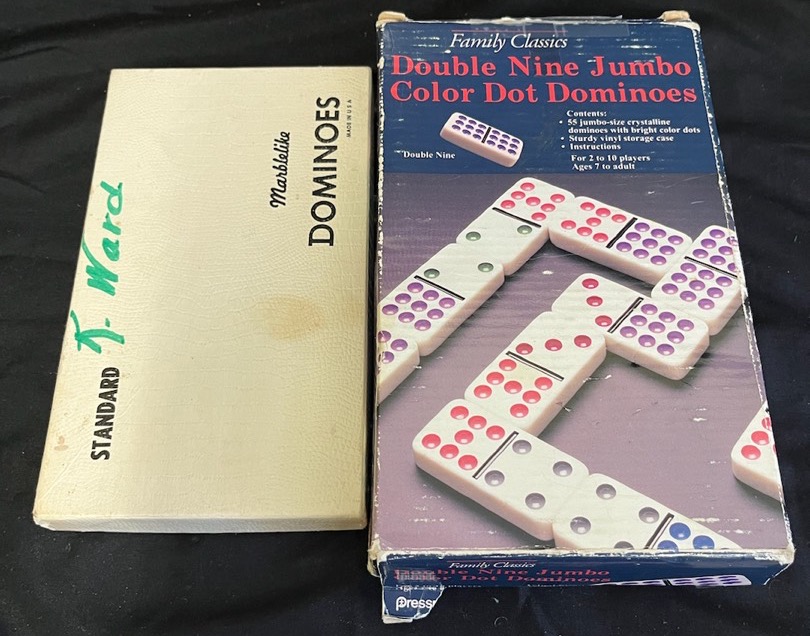 STANDARD
K. Ward
Marblelike
DOMINOES
MADE IN U S A
Family Classics
Double Nine Jumbo
Color Dot Dominoes
Contents:
• 55 jumbo-size crystalline
dominoes with bright color dots
• Sturdy vinyl storage case
• Instructions
For 2 to 10 players
Ages 7 to adult
Double Nine
Family Classics
Double Nine Jumbo
Color Dot Dominoes
press